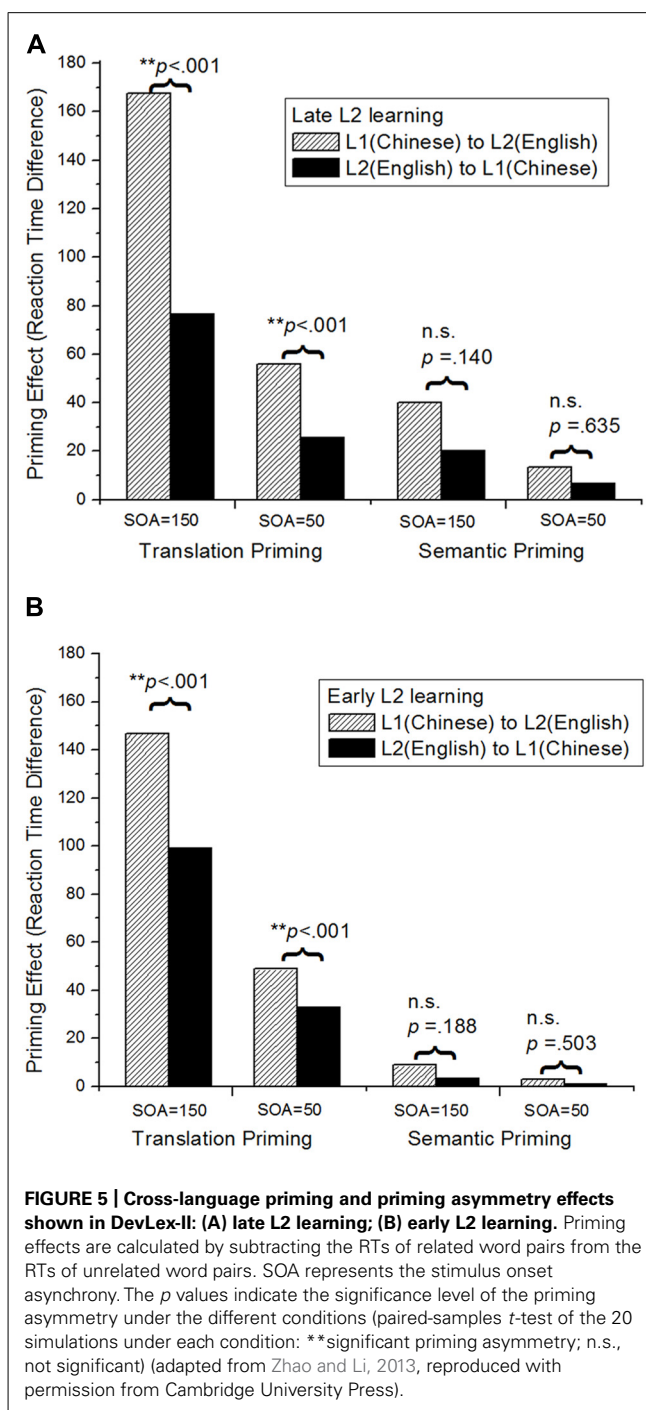 A
Priming Effect (Reaction Time Difference)
180
160
140
120
100
80
60
40
20
0
**p<.001
Late L2 learning
L1(Chinese) to L2(English)
L2(English) to L1(Chinese)
**p<.001
n.s.
p =.140
n.s.
p =.635
SOA=150 SOA=50 SOA=150 SOA=50
Translation Priming Semantic Priming
B
Priming Effect (Reaction Time Difference)
180
160
140
120
100
80
60
40
20
0
**p<.001
Early L2 learning
L1(Chinese) to L2(English)
L2(English) to L1(Chinese)
**p<.001
n.s.
p =.188
n.s.
p =.503
SOA=150 SOA=50 SOA=150 SOA=50
Translation Priming Semantic Priming
FIGURE 5 | Cross-language priming and priming asymmetry effects
shown in DevLex-II: (A) late L2 learning; (B) early L2 learning. Priming
effects are calculated by subtracting the RTs of related word pairs from the
RTs of unrelated word pairs. SOA represents the stimulus onset
asynchrony. The p values indicate the significance level of the priming
asymmetry under the different conditions (paired-samples t-test of the 20
simulations under each condition: **significant priming asymmetry; n.s.,
not significant) (adapted from Zhao and Li, 2013, reproduced with
permission from Cambridge University Press).